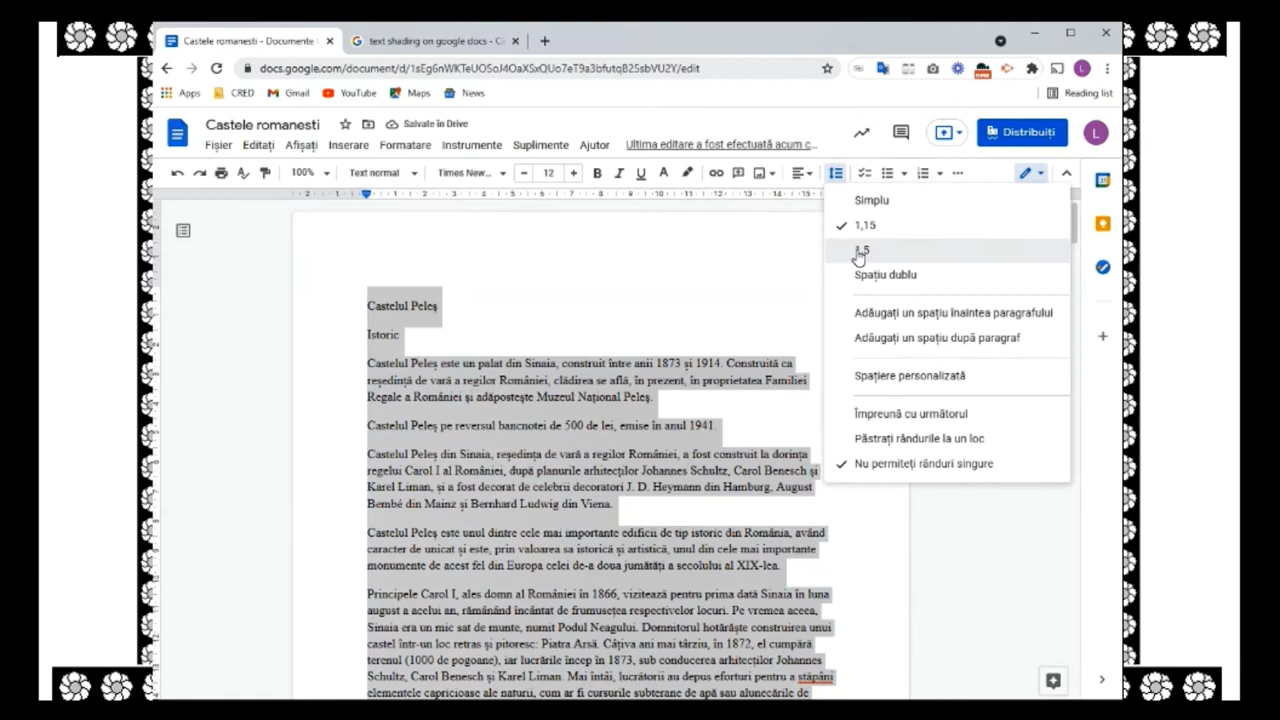 Castele romanesti - Documente
text shading on google docs - C
docs.google.com/document/d/1sEg6nWKTeUO5oJ4OaXSxQUo7eT9a3bfutqB25sbVU2Y/edit
Apps CRED Gmail YouTube Maps News Reading list
Castele romanesti Salvate în Drive
Distribuiți L
Fișier Editați Afișați Inserare Formatare Instrumente Suplimente Ajutor Ultima editare a fost efectuată acum c...
100% Text normal Times New... 12
Simplu
1,15
Spațiu dublu
Adăugați un spațiu înaintea paragrafului
Adăugați un spațiu după paragraf
Spațiere personalizată
Împreună cu următorul
Păstrați rândurile la un loc
Nu permiteți rânduri singure
Castelul Peleș
Istoric
Castelul Peleș este un palat din Sinaia, construit între anii 1873 și 1914. Construită ca
reședință de vară a regilor României, clădirea se află, în prezent, în proprietatea Familiei
Regale a României și adăpostește Muzeul Național Peleș.
Castelul Peleș pe reversul bancnotei de 500 de lei, emise în anul 1941.
Castelul Peleș din Sinaia, reședința de vară a regilor României, a fost construit la dorința
regelui Carol I al României, după planurile arhitecților Johannes Schultz, Carol Benesch și
Karel Liman, și a fost decorat de celebrii decoratori J. D. Heymann din Hamburg, August
Bembé din Mainz și Bernhard Ludwig din Viena.
Castelul Peleș este unul dintre cele mai importante edificii de tip istoric din România, având
caracter de unicat și este, prin valoarea sa istorică și artistică, unul din cele mai importante
monumente de acest fel din Europa celei de-a doua jumătăți a secolului al XIX-lea.
Principele Carol I, ales domn al României în 1866, vizitează pentru prima dată Sinaia în luna
august a acelui an, rămânând încântat de frumusețea respectivelor locuri. Pe vremea aceea,
Sinaia era un mic sat de munte, numit Podul Neagului. Domnitorul hotărăște construirea unui
castel într-un loc retras și pitoresc: Piatra Arsă. Câțiva ani mai târziu, în 1872, el cumpără
terenul (1000 de pogoane), iar lucrările încep în 1873, sub conducerea arhitecților Johannes
Schultz, Carol Benesch și Karel Liman. Mai întâi, lucrătorii au depus eforturi pentru a stăpâni
elementele capricioase ale naturii, cum ar fi cursurile subterane de apă sau alunecările de